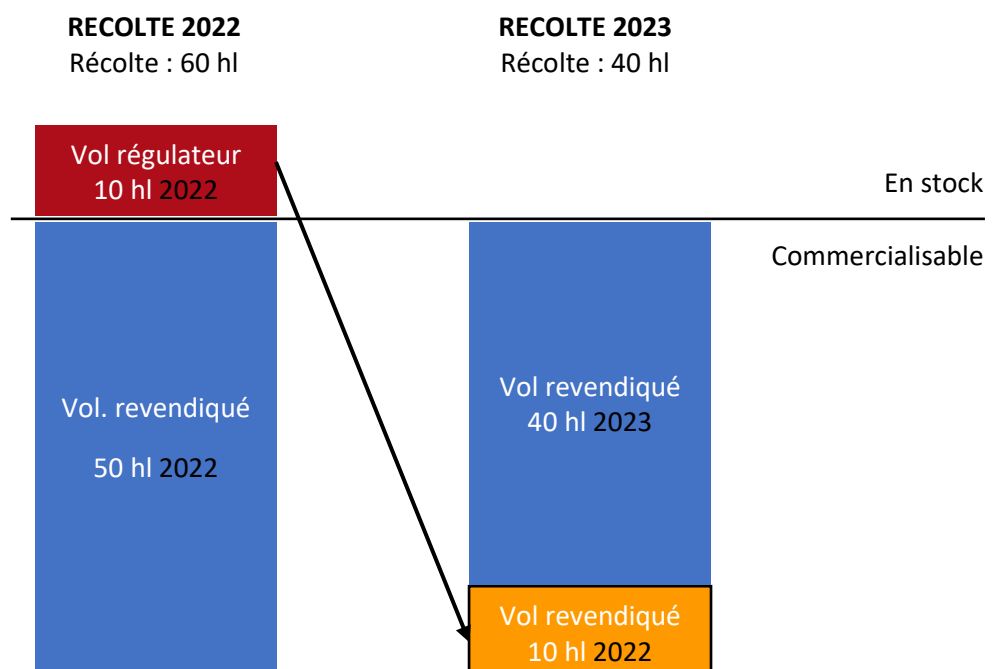 RECOLTE 2022
Récolte : 60 hl
RECOLTE 2023
Récolte : 40 hl
Vol régulateur
10 hl 2022
En stock
Commercialisable
Vol. revendiqué
50 hl 2022
Vol revendiqué
40 hl 2023
Vol revendiqué
10 hl 2022